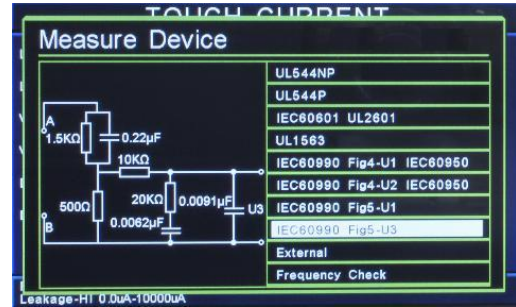 TOUCH CURRENT
Measure Device
UL544NP
UL544P
IEC60601 UL2601
UL1563
IEC60990 Fig4-U1 IEC60950
IEC60990 Fig4-U2 IEC60950
IEC60990 Fig5-U1
IEC60990 Fig5-U3
External
Frequency Check
A
1.5KΩ
0.22µF
10KΩ
500Ω
20KΩ
0.0091µF
U3
0.0062µF
B
Leakage-HI 0.0uA-10000uA